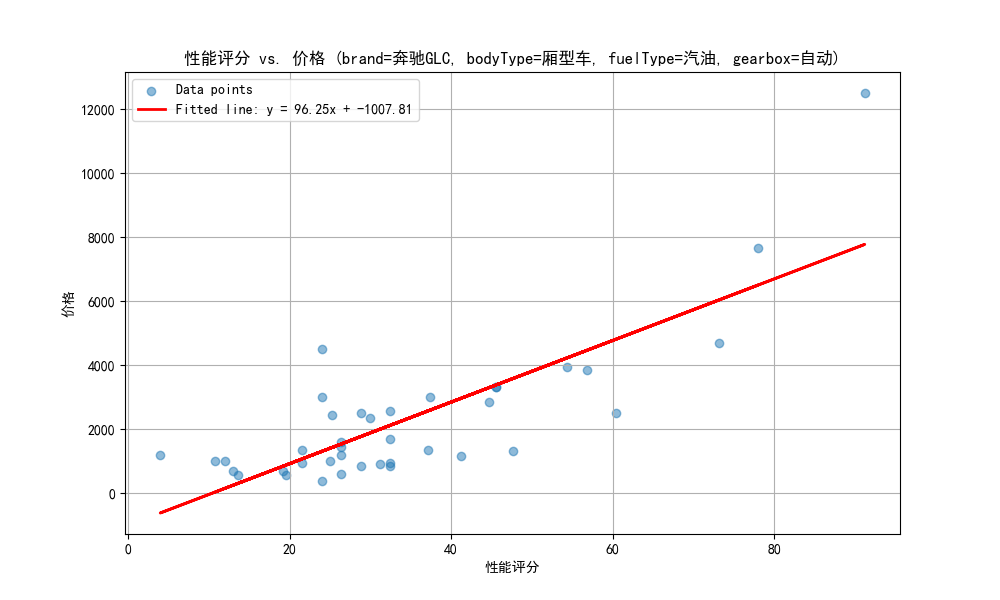 性能评分 vs. 价格 (brand=奔驰GLC, bodyType=厢型车, fuelType=汽油, gearbox=自动)
Data points
Fitted line: y = 96.25x + -1007.81
价格
12000
10000
8000
6000
4000
2000
0
0 20 40 60 80
性能评分